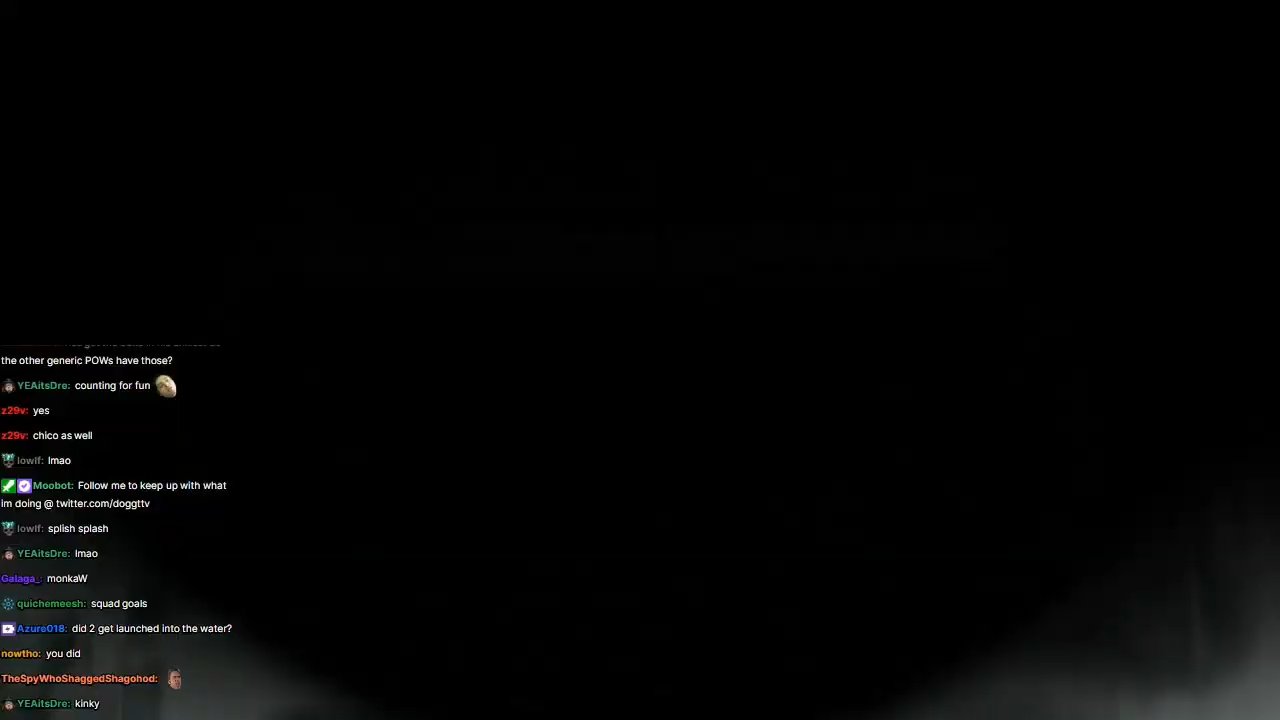 the other generic POWs have those?
YEAitsDre: counting for fun
z29v: yes
z29v: chico as well
lowlf: lmao
Moobot: Follow me to keep up with what
im doing @ twitter.com/doggttv
lowlf: splish splash
YEAitsDre: lmao
Galaga_: monkaW
quichemeesh: squad goals
Azure018: did 2 get launched into the water?
nowtho: you did
TheSpyWhoShaggedShagohod:
YEAitsDre: kinky